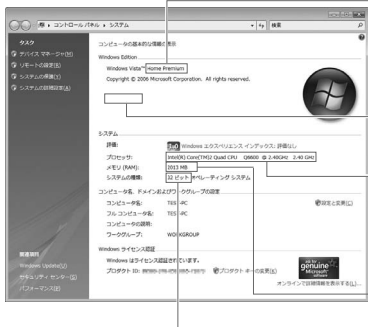 コントロール パネル ▸ システム
検索
タスク
デバイス マネージャ(M)
リモートの設定(R)
システムの保護(T)
システムの詳細設定(A)
コンピュータの基本的な情報の表示
Windows Edition
Windows Vista™ Home Premium
Copyright © 2006 Microsoft Corporation. All rights reserved.
システム
評価: Windows エクスペリエンス インデックス: 評価なし
プロセッサ: Intel(R) Core(TM)2 Quad CPU Q6600 @ 2.40GHz 2.40 GHz
メモリ (RAM): 2013 MB
システムの種類: 32 ビット オペレーティング システム
コンピュータ名、ドメインおよびワークグループの設定
コンピュータ名: TES -PC
設定と変更(C)
フル コンピュータ名: TES -PC
コンピュータの説明:
ワークグループ: WORKGROUP
Windows ライセンス認証
Windows はライセンス認証されています。
プロダクト ID:
プロダクト キーの変更(K)
関連項目
Windows Update(U)
セキュリティ センター(S)
パフォーマンス(P)
ask for
genuine
Microsoft
software
オンラインで詳細情報を表示する(L)...